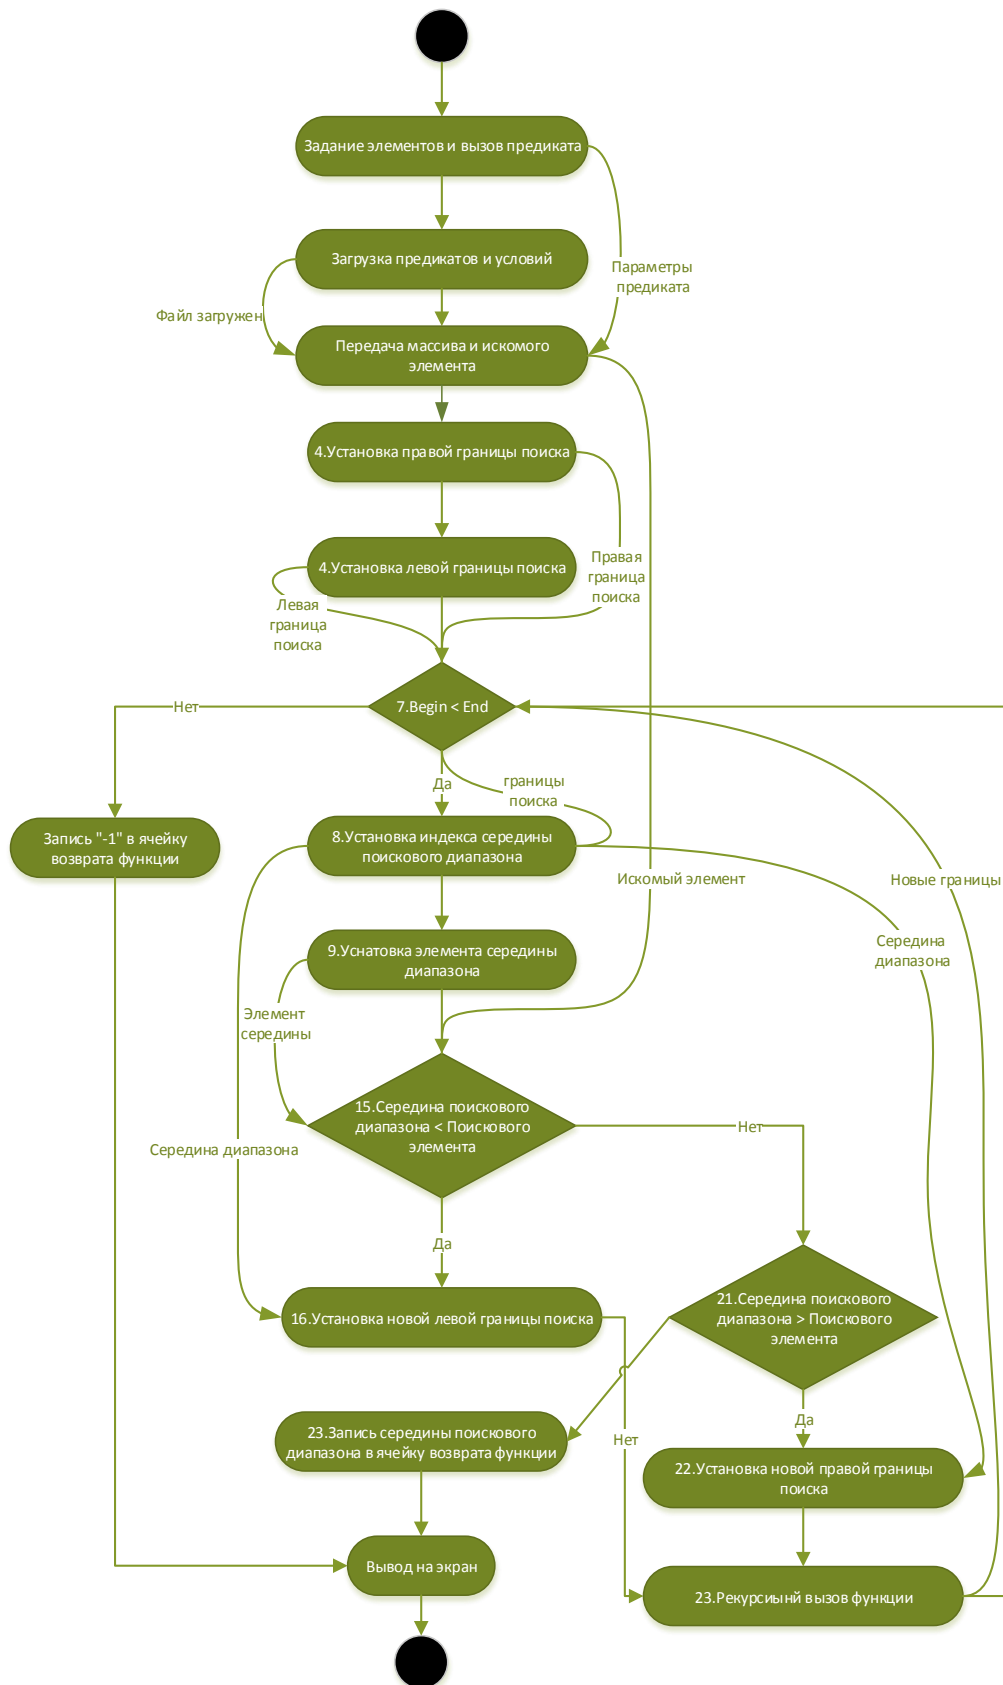 Задание элементов и вызов предиката
Загрузка предикатов и условий
Параметры
предиката
Файл загружен
Передача массива и искомого
элемента
4.Установка правой границы поиска
Правая
граница
поиска
4.Установка левой границы поиска
Левая
граница
поиска
7.Begin < End
Нет
Да
границы
поиска
Запись "-1" в ячейку
возврата функции
8.Установка индекса середины
поискового диапазона
Искомый элемент
Новые границы
Середина
диапазона
9.Уснатовка элемента середины
диапазона
Элемент
середины
15.Середина поискового
диапазона < Поискового
элемента
Нет
Середина диапазона
Да
16.Установка новой левой границы поиска
21.Середина поискового
диапазона > Поискового
элемента
Да
23.Запись середины поискового
диапазона в ячейку возврата функции
Нет
22.Установка новой правой границы
поиска
Вывод на экран
23.Рекурсиынй вызов функции